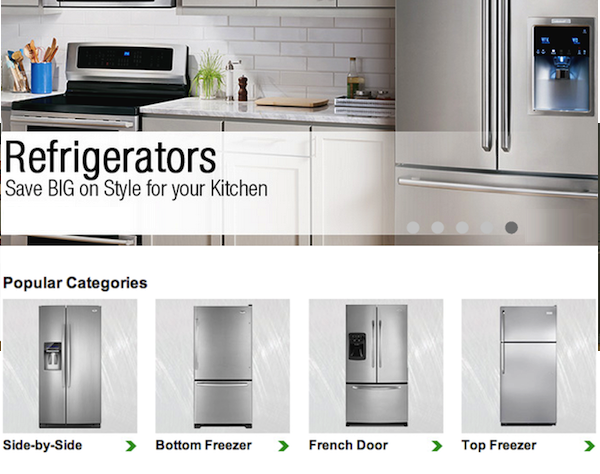 Refrigerators
Save BIG on Style for your Kitchen
Popular Categories
Side-by-Side
Bottom Freezer
French Door
Top Freezer